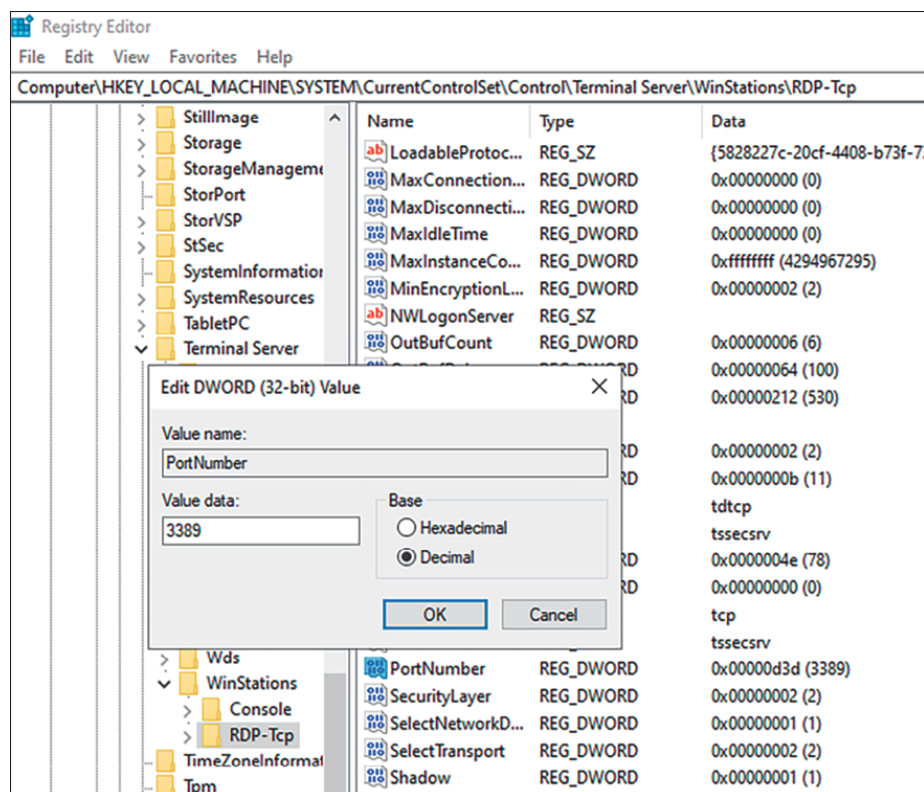 Registry Editor
File Edit View Favorites Help
Computer\HKEY_LOCAL_MACHINE\SYSTEM\CurrentControlSet\Control\Terminal Server\WinStations\RDP-Tcp
StillImage
Storage
StorageManageme
StorPort
StorVSP
StSec
SystemInformation
SystemResources
TabletPC
Terminal Server
Name Type Data
LoadableProtoc... REG_SZ {5828227c-20cf-4408-b73f-7
MaxConnection... REG_DWORD 0x00000000 (0)
MaxDisconnecti... REG_DWORD 0x00000000 (0)
MaxIdleTime REG_DWORD 0x00000000 (0)
MaxInstanceCo... REG_DWORD 0xffffffff (4294967295)
MinEncryptionL... REG_DWORD 0x00000002 (2)
NWLogonServer REG_SZ
OutBufCount REG_DWORD 0x00000006 (6)
0x00000064 (100)
RD 0x00000212 (530)
RD 0x00000002 (2)
RD 0x0000000b (11)
tdtcp
tssecsrv
RD 0x0000004e (78)
RD 0x00000000 (0)
tcp
tssecsrv
Edit DWORD (32-bit) Value
Value name:
PortNumber
Value data:
3389
Base
Hexadecimal
Decimal
OK Cancel
Wds
WinStations
Console
RDP-Tcp
TimeZoneInformat
Tpm
PortNumber REG_DWORD 0x00000d3d (3389)
SecurityLayer REG_DWORD 0x00000002 (2)
SelectNetworkD... REG_DWORD 0x00000001 (1)
SelectTransport REG_DWORD 0x00000002 (2)
Shadow REG_DWORD 0x00000001 (1)